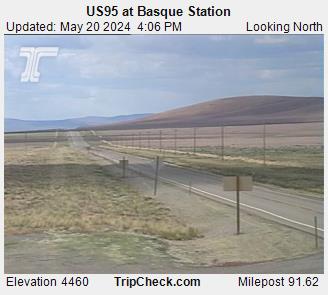 US95 at Basque Station
Updated: May 20 2024 4:06 PM Looking North
Elevation 4460 TripCheck.com Milepost 91.62